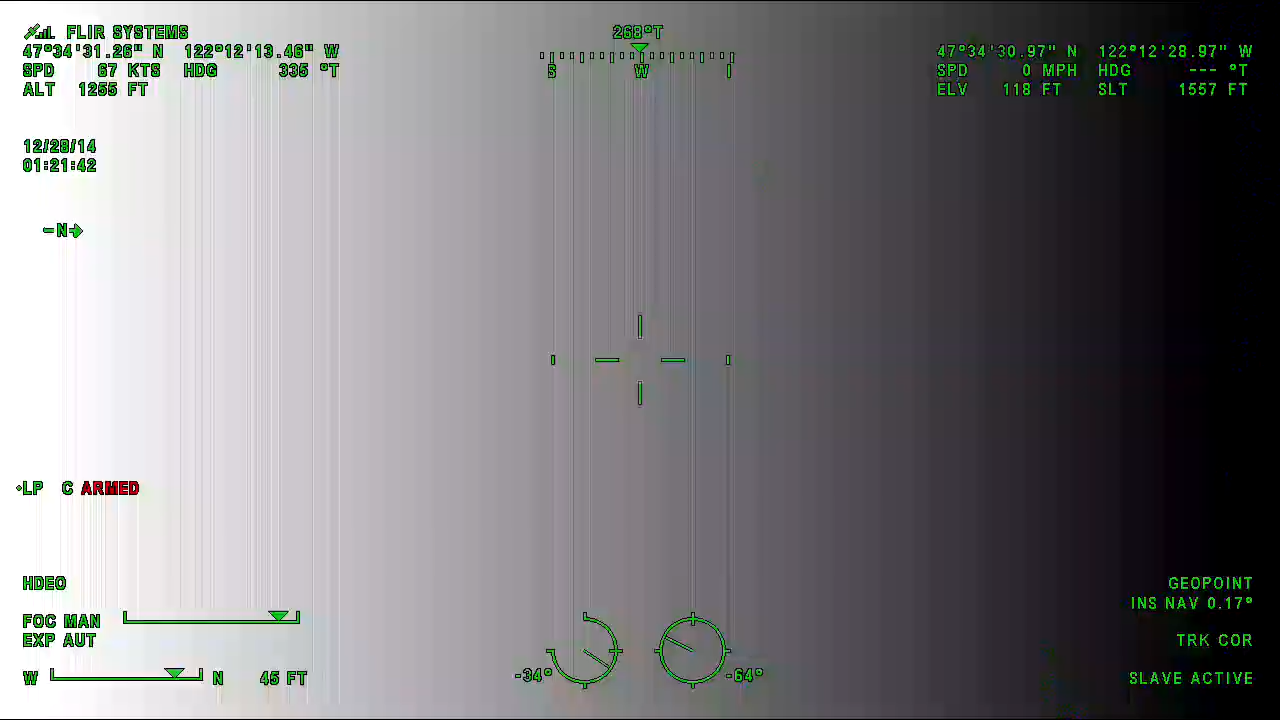 FLIR SYSTEMS
47°34'31.26" N 122°12'13.46" W
SPD 67 KTS HDG 335 °T
ALT 1255 FT
12/28/14
01:21:42
N
LP C ARMED
HDEO
FOC MAN
EXP AUT
W N 45 FT
268°T
S W
-34° -64°
47°34'30.97" N 122°12'28.97" W
SPD 0 MPH HDG --- °T
ELV 118 FT SLT 1557 FT
GEOPOINT
INS NAV 0.17°
TRK COR
SLAVE ACTIVE